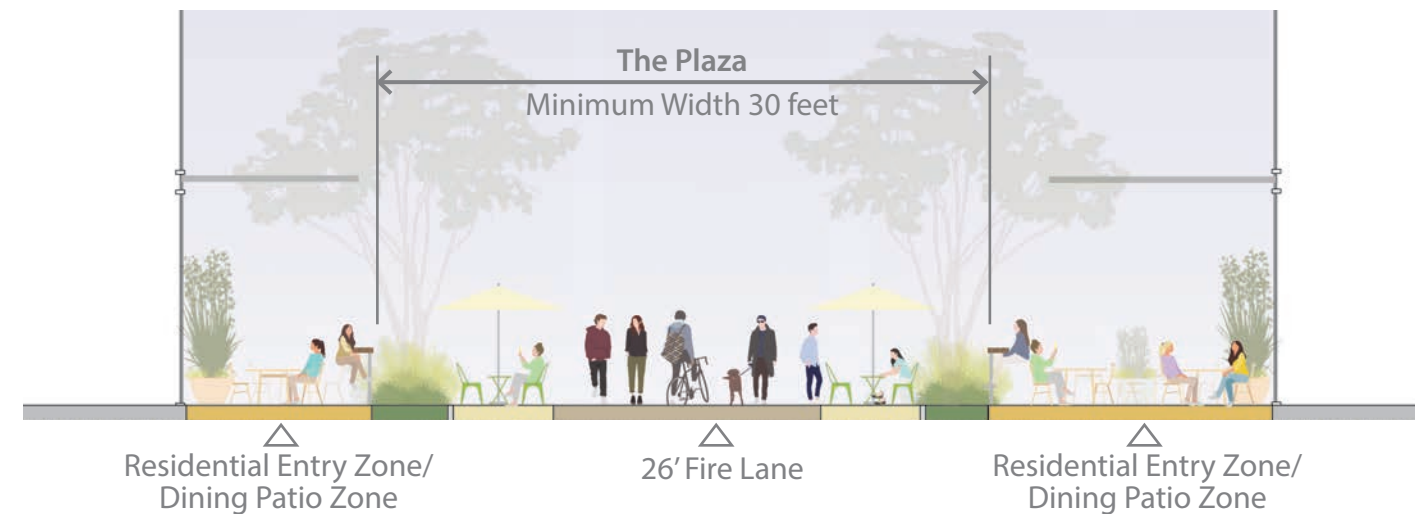 The Plaza
Minimum Width 30 feet
Residential Entry Zone/
Dining Patio Zone
26’ Fire Lane
Residential Entry Zone/
Dining Patio Zone